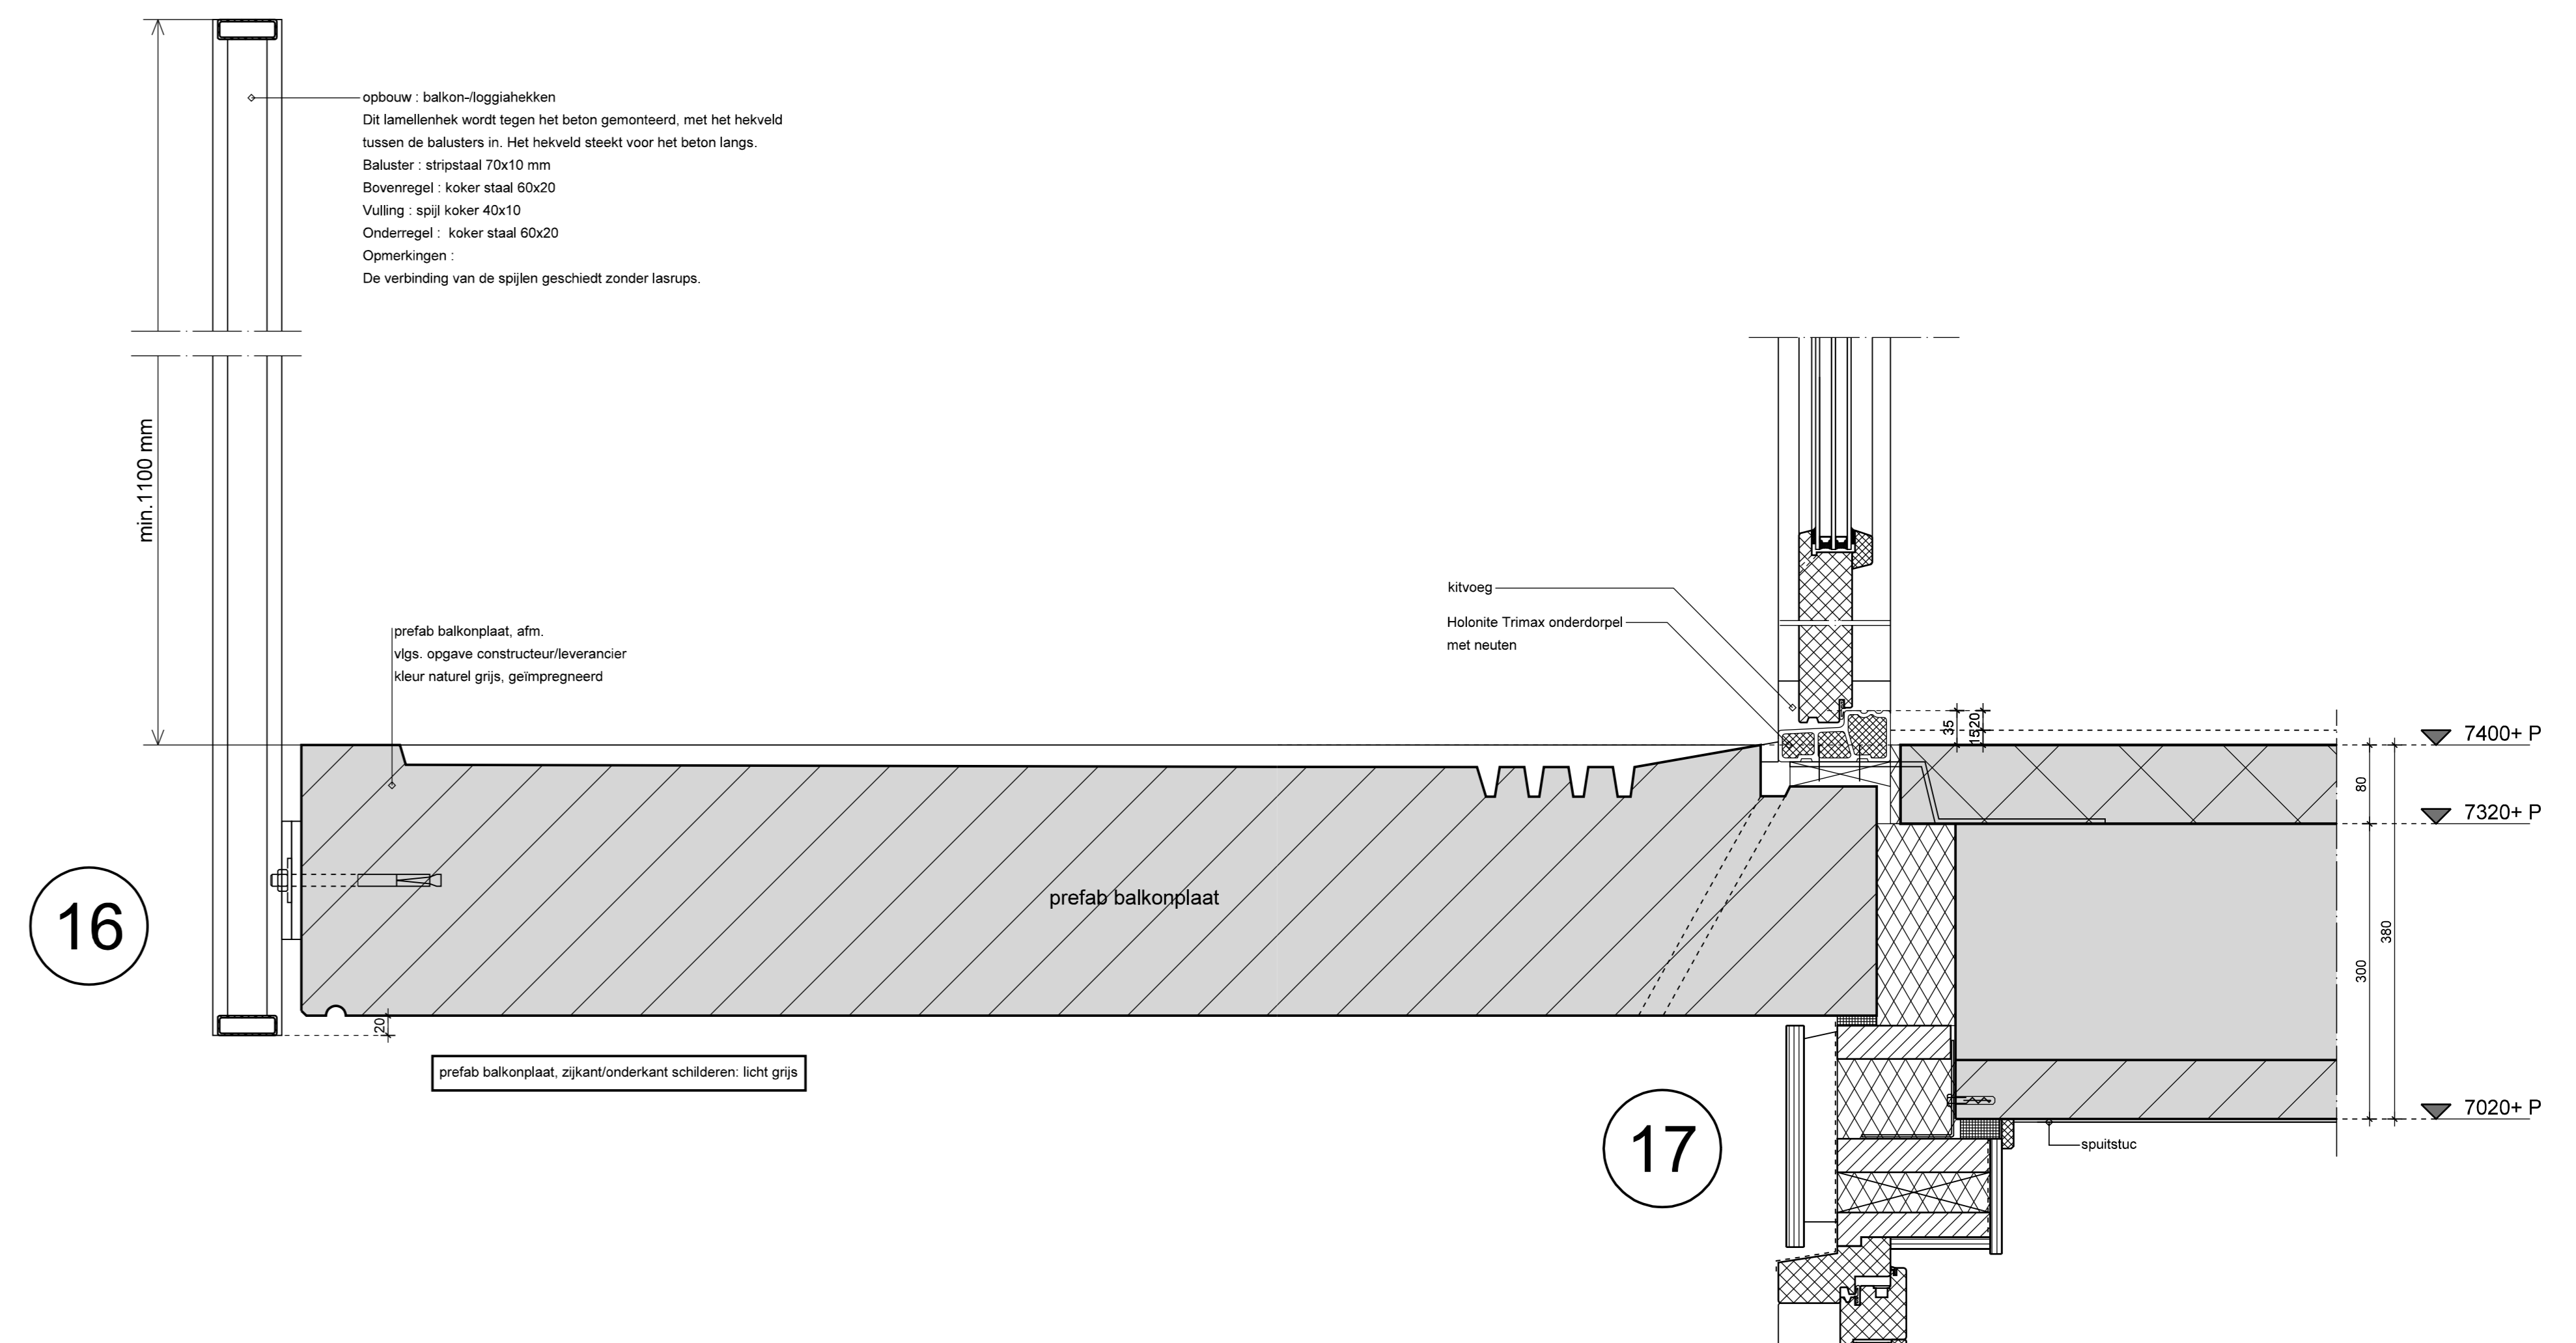 opbouw : balkon-/loggiahekken
Dit lamellenhek wordt tegen het beton gemonteerd, met het hekveld
tussen de balusters in. Het hekveld steekt voor het beton langs.
Baluster : stripstaal 70x10 mm
Bovenregel : koker staal 60x20
Vulling : spijl koker 40x10
Onderregel :  koker staal 60x20
Opmerkingen :
De verbinding van de spijlen geschiedt zonder lasrups.
min.1100 mm
kitvoeg
Holonite Trimax onderdorpel
met neuten
prefab balkonplaat, afm.
vlgs. opgave constructeur/leverancier
kleur naturel grijs, geïmpregneerd
35
20
15
7400+ P
80
7320+ P
prefab balkonplaat
16
380
300
20
prefab balkonplaat, zijkant/onderkant schilderen: licht grijs
17
7020+ P
spuitstuc